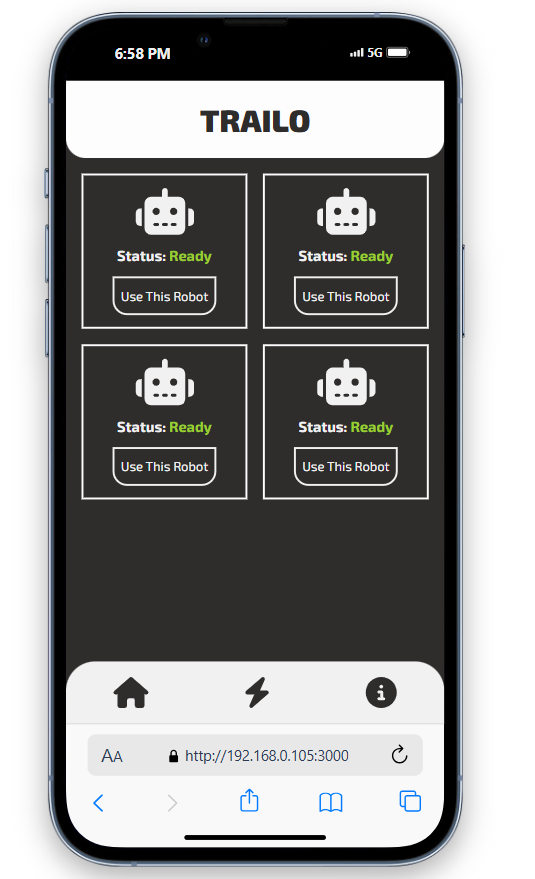 6:58 PM 5G
TRAILO
Status: Ready Status: Ready
Use This Robot Use This Robot
Status: Ready Status: Ready
Use This Robot Use This Robot
AA http://192.168.0.105:3000